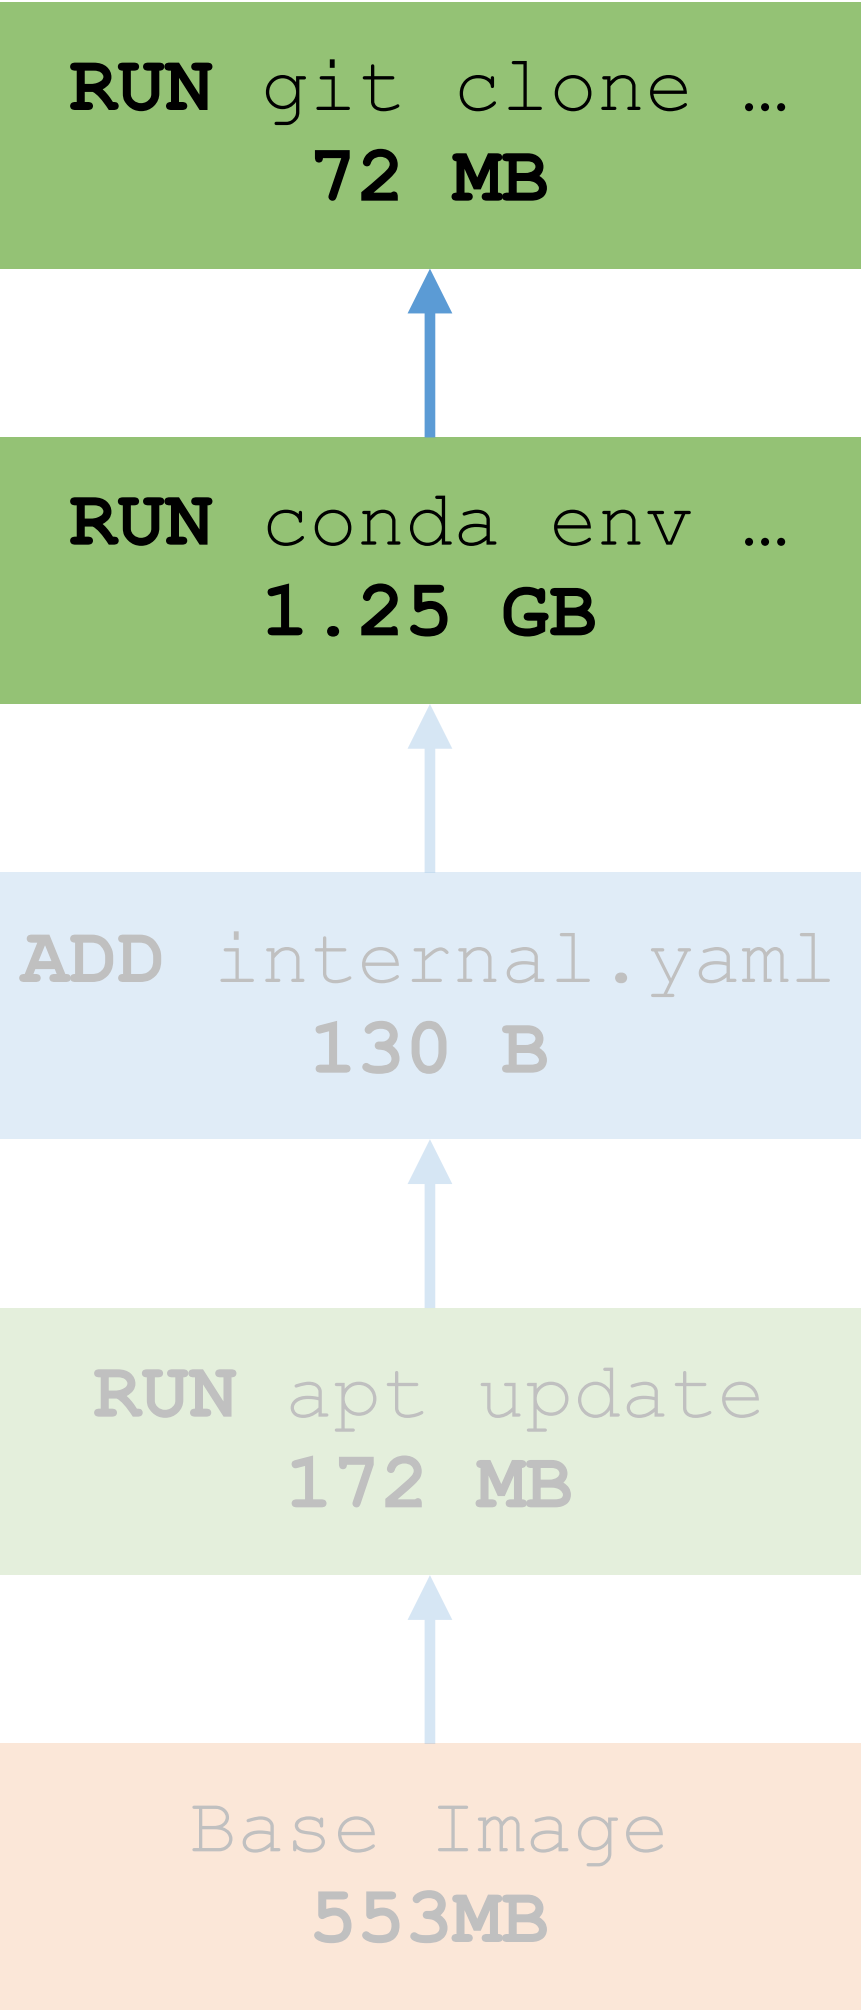 RUN git clone …
72 MB
RUN conda env …
1.25 GB
ADD internal.yaml
130 B
RUN apt update
172 MB
Base Image
553MB